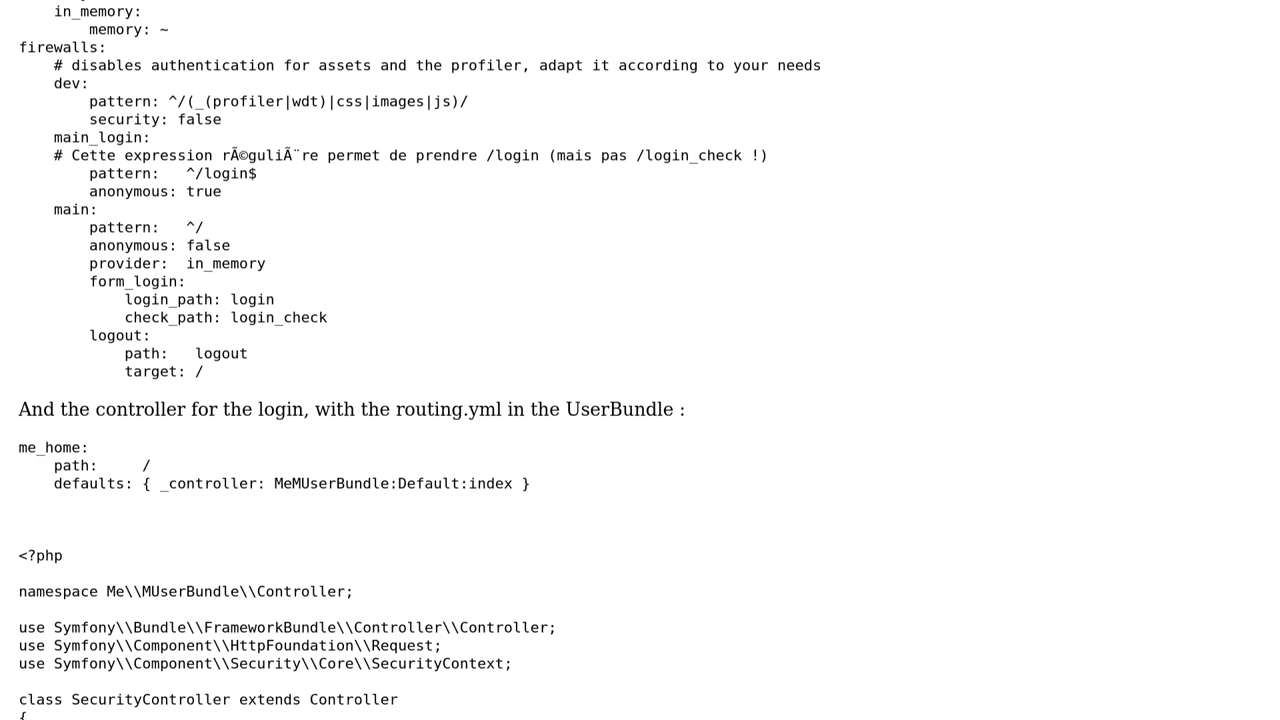 in_memory:
memory: ~
firewalls:
# disables authentication for assets and the profiler, adapt it according to your needs
dev:
pattern: ^/(_(profiler|wdt)|css|images|js)/
security: false
main_login:
# Cette expression rÃ©guliÃ¨re permet de prendre /login (mais pas /login_check !)
pattern:   ^/login$
anonymous: true
main:
pattern:   ^/
anonymous: false
provider:  in_memory
form_login:
login_path: login
check_path: login_check
logout:
path:   logout
target: /
And the controller for the login, with the routing.yml in the UserBundle :
me_home:
path:     /
defaults: { _controller: MeMUserBundle:Default:index }
<?php
namespace Me\\MUserBundle\\Controller;
use Symfony\\Bundle\\FrameworkBundle\\Controller\\Controller;
use Symfony\\Component\\HttpFoundation\\Request;
use Symfony\\Component\\Security\\Core\\SecurityContext;
class SecurityController extends Controller
{